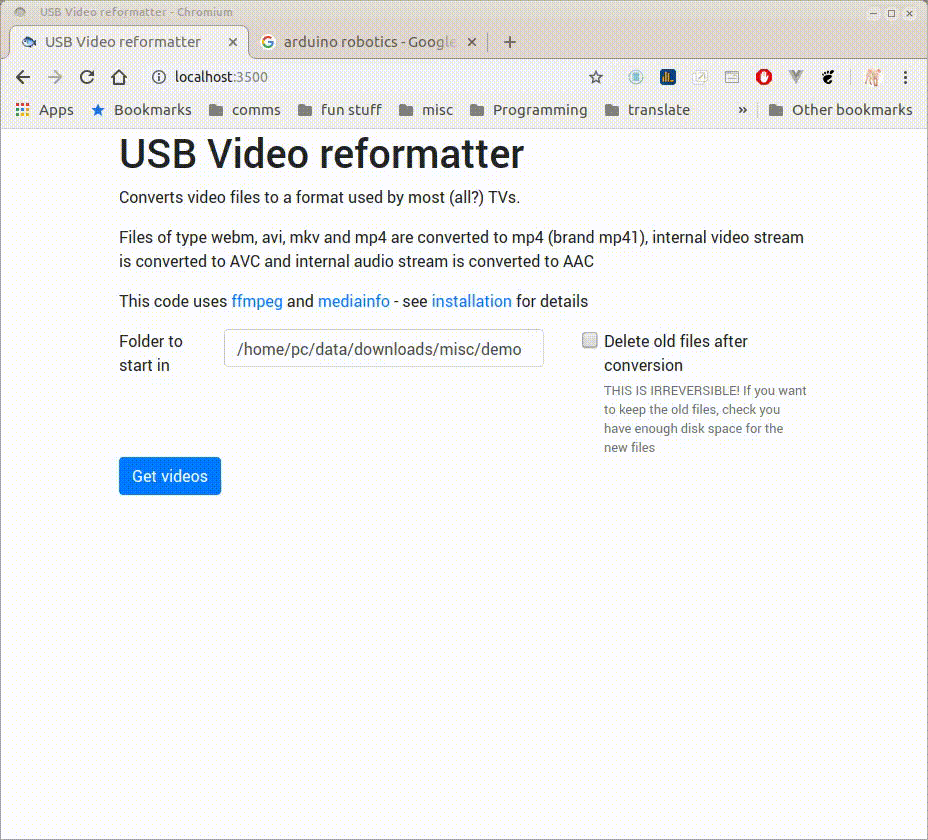 USB Video reformatter - Chromium
USB Video reformatter
arduino robotics - Google
localhost:3500
Apps Bookmarks comms fun stuff misc Programming translate » Other bookmarks
USB Video reformatter
Converts video files to a format used by most (all?) TVs.
Files of type webm, avi, mkv and mp4 are converted to mp4 (brand mp41), internal video stream
is converted to AVC and internal audio stream is converted to AAC
This code uses ffmpeg and mediainfo - see installation for details
Folder to
start in
/home/pc/data/downloads/misc/demo
Delete old files after
conversion
THIS IS IRREVERSIBLE! If you want
to keep the old files, check you
have enough disk space for the
new files
Get videos